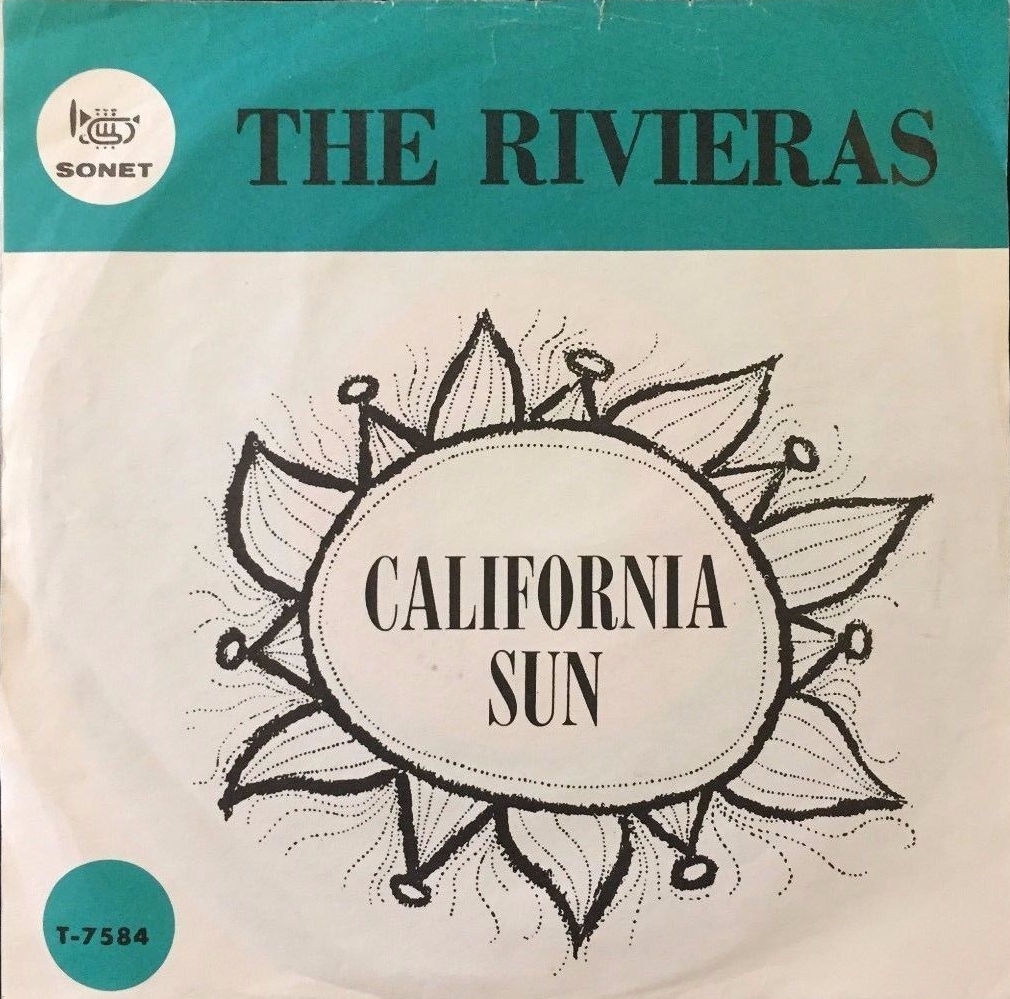 SONET
THE RIVIERAS
CALIFORNIA
SUN
T-7584